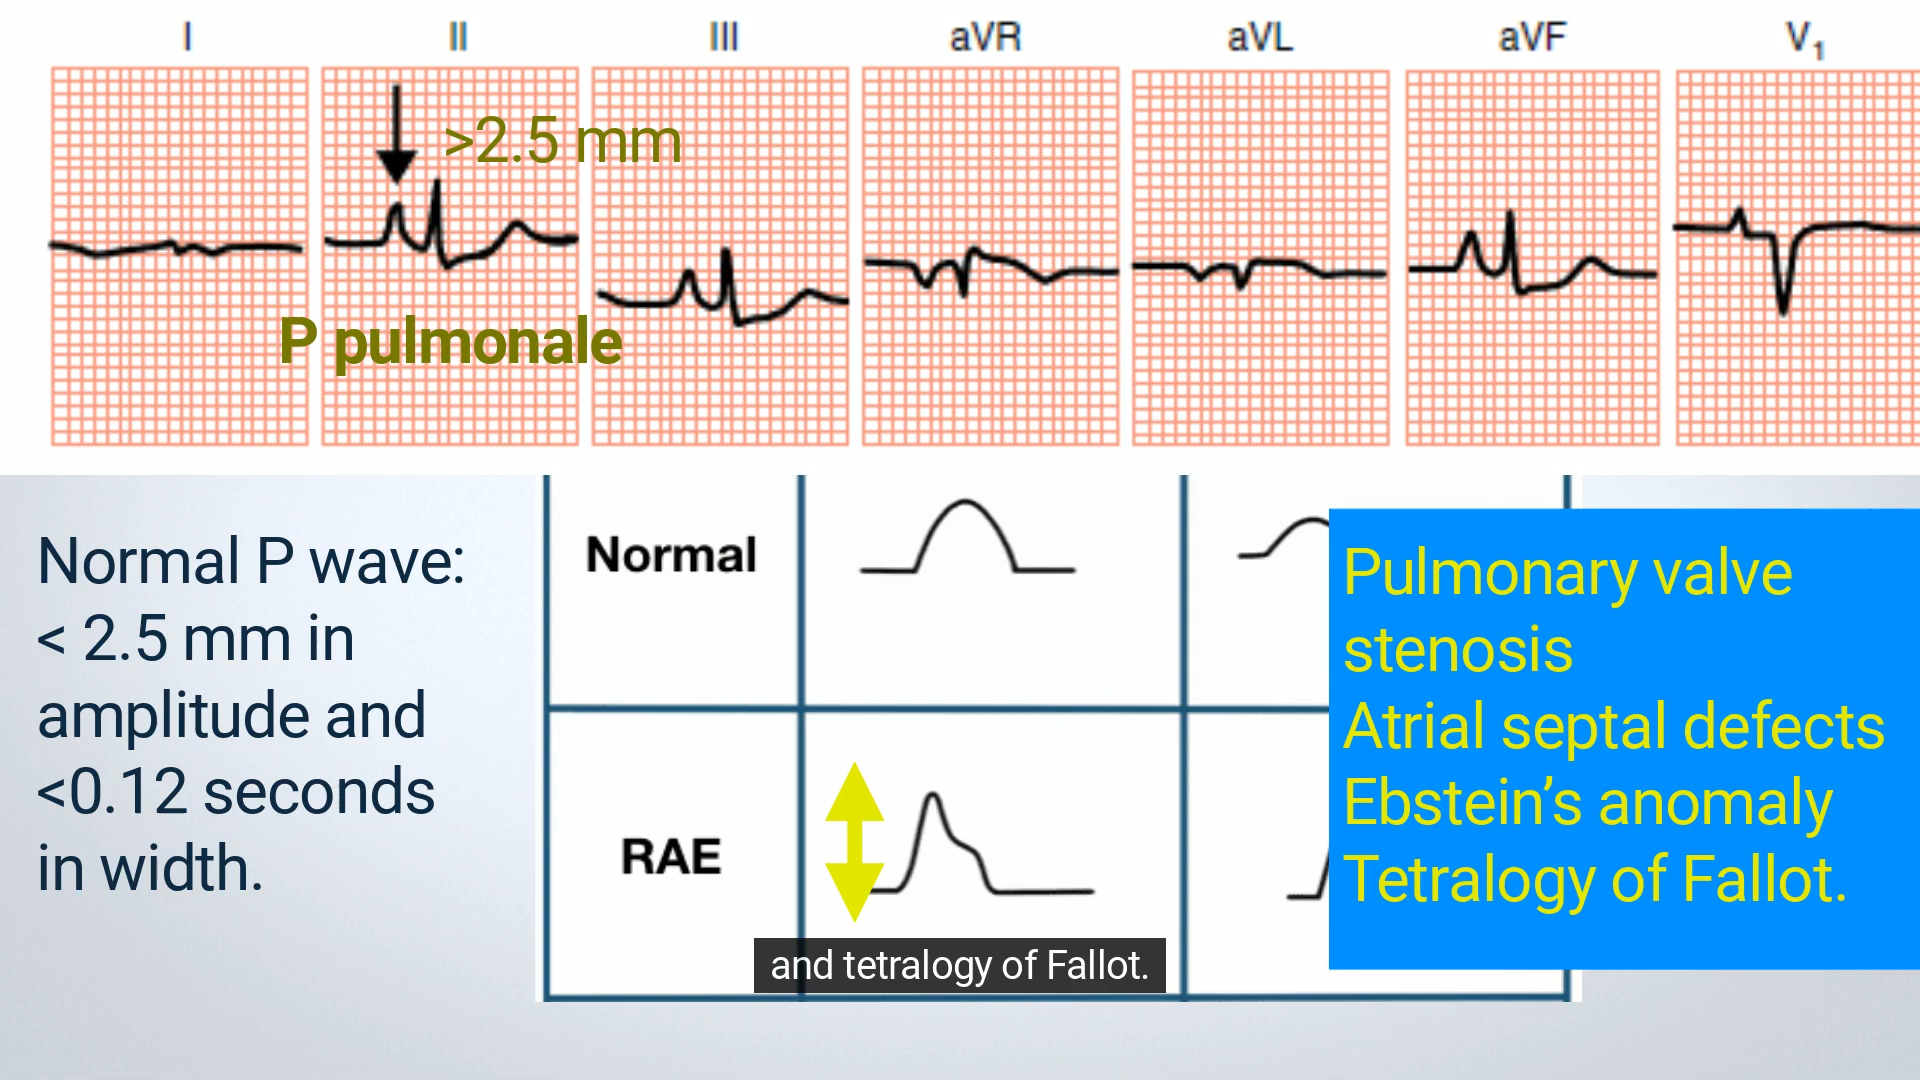 I II III aVR aVL aVF V1
>2.5 mm
P pulmonale
Normal P wave:
< 2.5 mm in
amplitude and
<0.12 seconds
in width.
Normal
RAE
Pulmonary valve
stenosis
Atrial septal defects
Ebstein’s anomaly
Tetralogy of Fallot.
and tetralogy of Fallot.